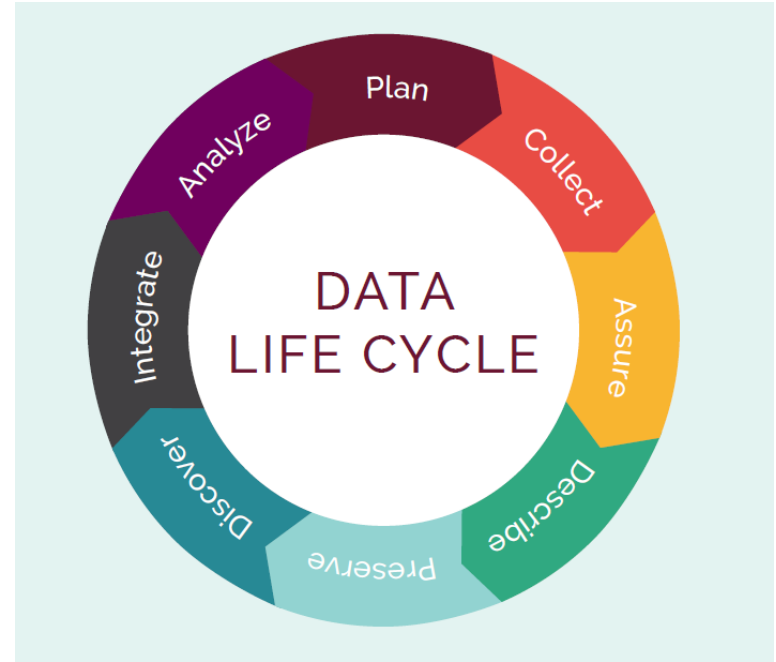 DATA
LIFE CYCLE
Plan
Collect
Assure
Describe
Preserve
Discover
Integrate
Analyze